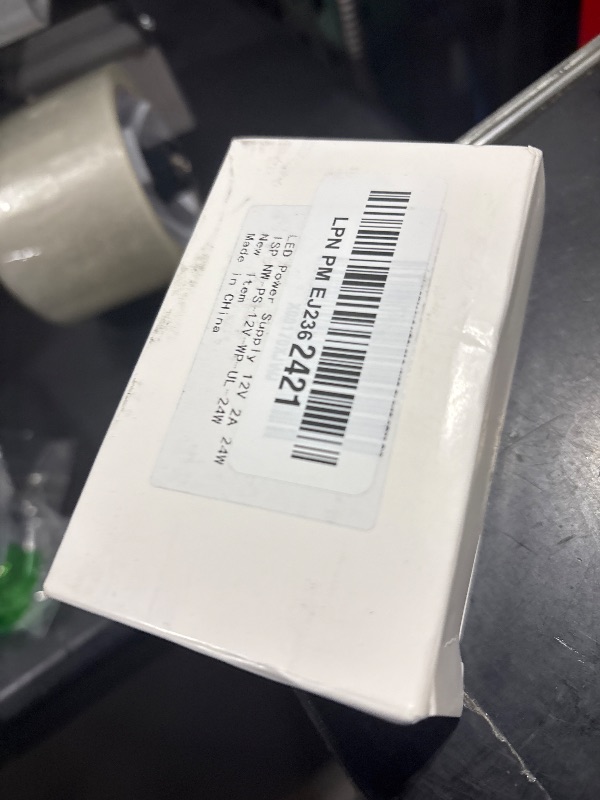 LPN PM EJ2362421
LED Power Supply 12V 2A 24W
1SP NW-PS-12V-WP-UL-24W
New item
Made in CHina